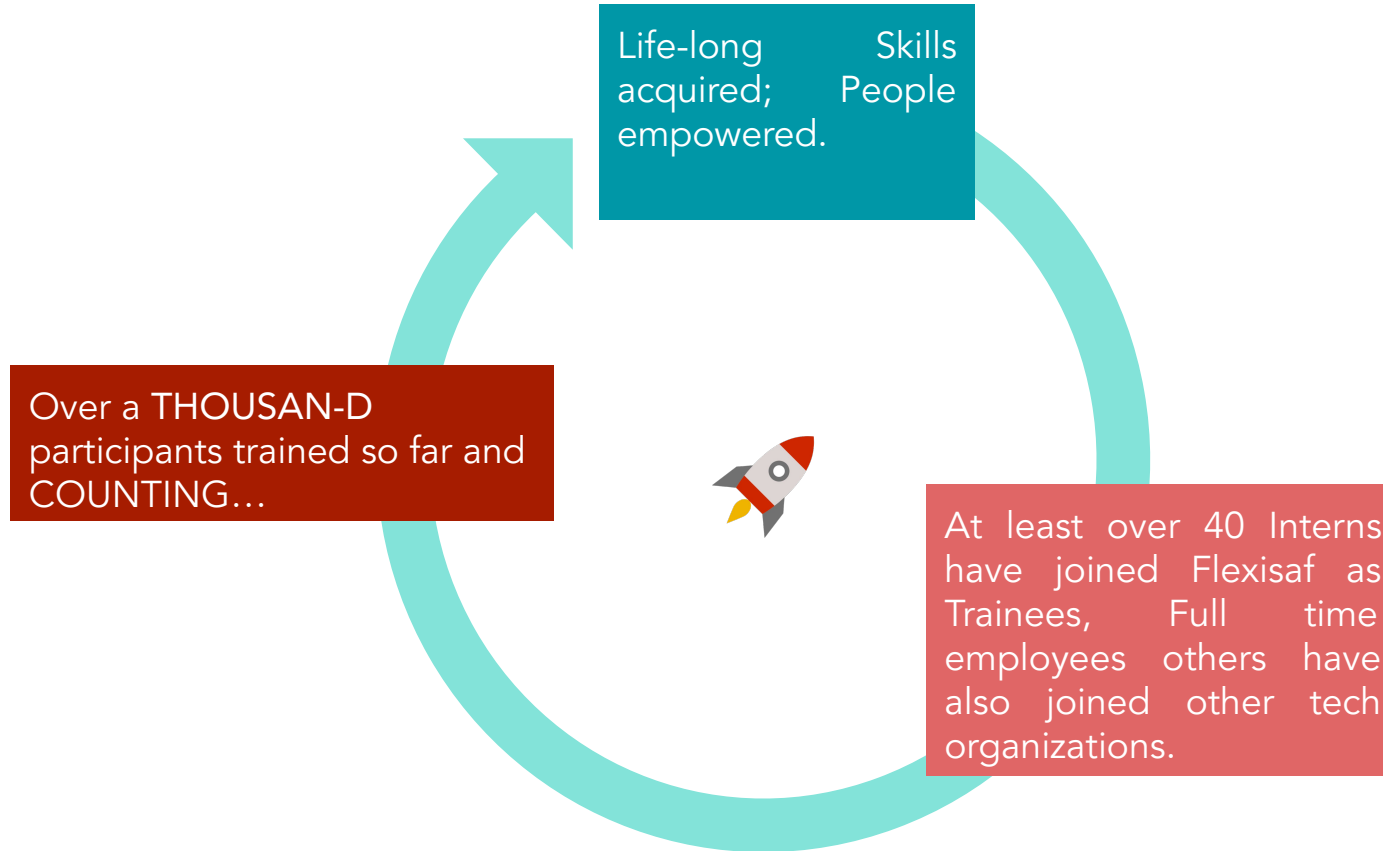 Life-long Skills
acquired; People
empowered.
Over a THOUSAN-D
participants trained so far and
COUNTING…
At least over 40 Interns
have joined Flexisaf as
Trainees, Full time
employees others have
also joined other tech
organizations.